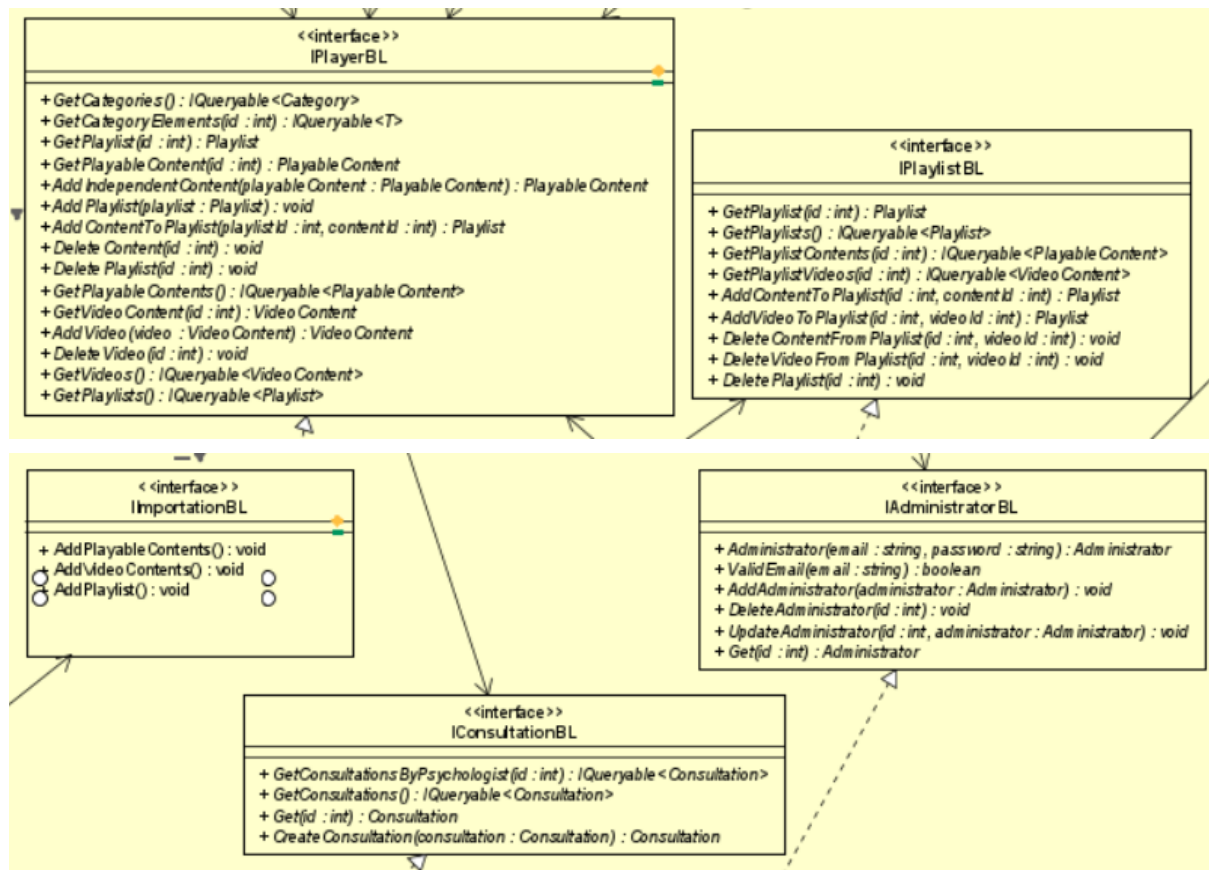 <<interface>>
IPlayerBL
+ GetCategories() : IQueryable<Category>
+ GetCategoryElements(id : int) : IQueryable<T>
+ GetPlaylist(id : int) : Playlist
+ GetPlayableContent(id : int) : PlayableContent
+ AddIndependentContent(playableContent : PlayableContent) : PlayableContent
+ AddPlaylist(playlist : Playlist) : void
+ AddContentToPlaylist(playlistId : int, contentId : int) : Playlist
+ DeleteContent(id : int) : void
+ DeletePlaylist(id : int) : void
+ GetPlayableContents() : IQueryable<PlayableContent>
+ GetVideoContent(id : int) : VideoContent
+ AddVideo(video : VideoContent) : VideoContent
+ DeleteVideo(id : int) : void
+ GetVideos() : IQueryable<VideoContent>
+ GetPlaylists() : IQueryable<Playlist>
<<interface>>
IPlaylistBL
+ GetPlaylist(id : int) : Playlist
+ GetPlaylists() : IQueryable<Playlist>
+ GetPlaylistContents(id : int) : IQueryable<PlayableContent>
+ GetPlaylistVideos(id : int) : IQueryable<VideoContent>
+ AddContentToPlaylist(id : int, contentId : int) : Playlist
+ AddVideoToPlaylist(id : int, videoId : int) : Playlist
+ DeleteContentFromPlaylist(id : int, videoId : int) : void
+ DeleteVideoFromPlaylist(id : int, videoId : int) : void
+ DeletePlaylist(id : int) : void
<<interface>>
IImportationBL
+ AddPlayableContents() : void
+ AddVideoContents() : void
+ AddPlaylist() : void
<<interface>>
IAdministratorBL
+ Administrator(email : string, password : string) : Administrator
+ ValidEmail(email : string) : boolean
+ AddAdministrator(administrator : Administrator) : void
+ DeleteAdministrator(id : int) : void
+ UpdateAdministrator(id : int, administrator : Administrator) : void
+ Get(id : int) : Administrator
<<interface>>
IConsultationBL
+ GetConsultationsByPsychologist(id : int) : IQueryable<Consultation>
+ GetConsultations() : IQueryable<Consultation>
+ Get(id : int) : Consultation
+ CreateConsultation(consultation : Consultation) : Consultation